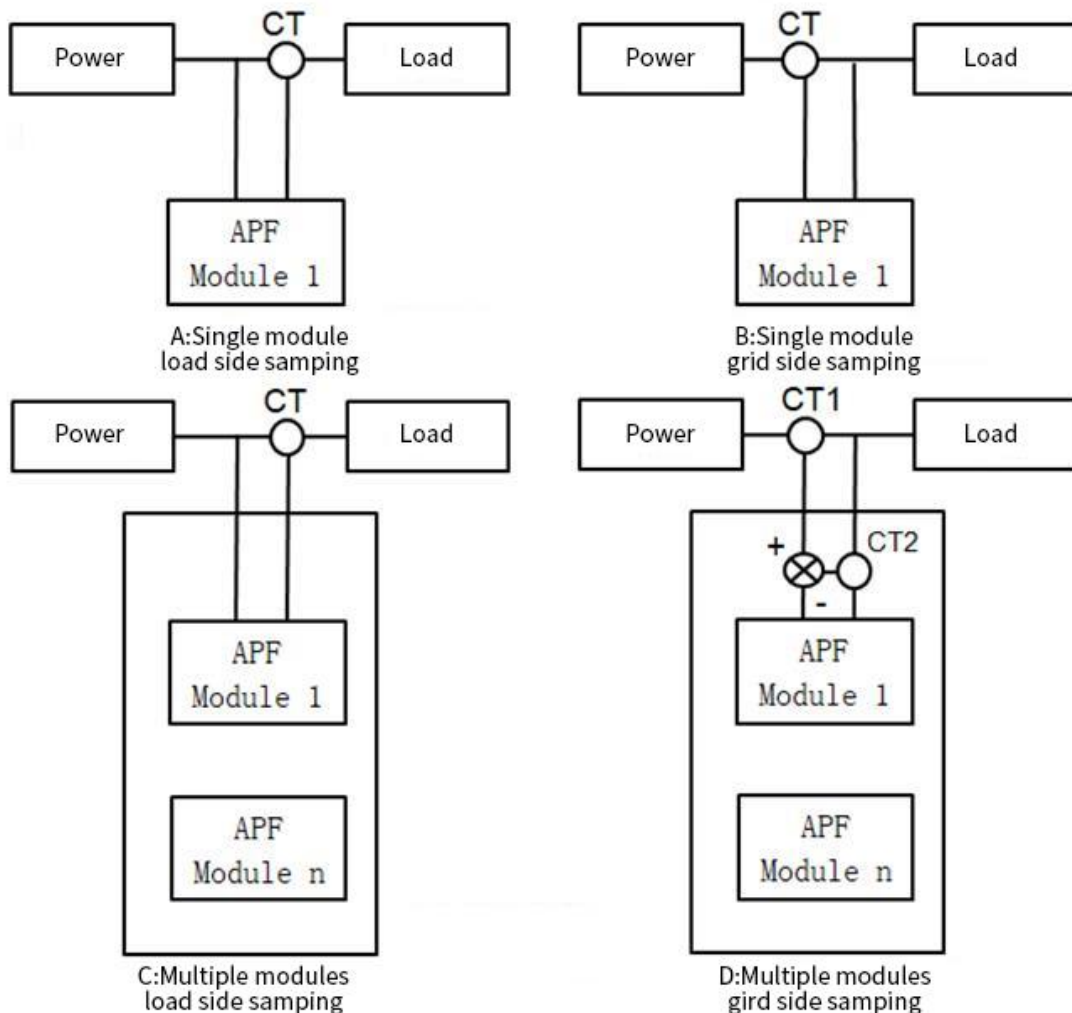 CT
Power
Load
APF
Module 1
A:Single module
load side samping
CT
Power
Load
APF
Module 1
B:Single module
grid side samping
CT
Power
Load
APF
Module 1
APF
Module n
C:Multiple modules
load side samping
CT1
Power
Load
+
CT2
-
APF
Module 1
APF
Module n
D:Multiple modules
gird side samping